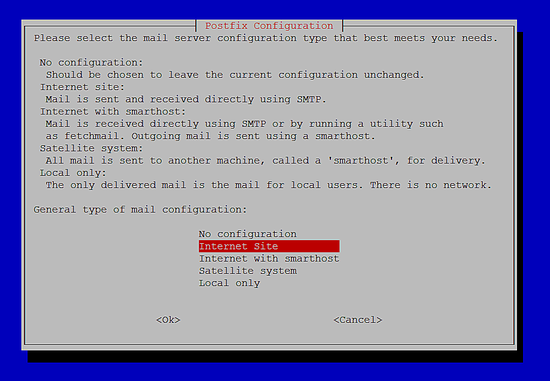 Postfix Configuration
Please select the mail server configuration type that best meets your needs.
No configuration:
Should be chosen to leave the current configuration unchanged.
Internet site:
Mail is sent and received directly using SMTP.
Internet with smarthost:
Mail is received directly using SMTP or by running a utility such
as fetchmail. Outgoing mail is sent using a smarthost.
Satellite system:
All mail is sent to another machine, called a 'smarthost', for delivery.
Local only:
The only delivered mail is the mail for local users. There is no network.
General type of mail configuration:
No configuration
Internet Site
Internet with smarthost
Satellite system
Local only
<Ok> <Cancel>